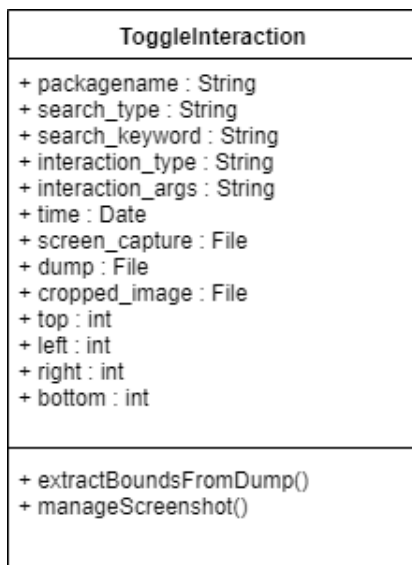 ToggleInteraction
+ packagename : String
+ search_type : String
+ search_keyword : String
+ interaction_type : String
+ interaction_args : String
+ time : Date
+ screen_capture : File
+ dump : File
+ cropped_image : File
+ top : int
+ left : int
+ right : int
+ bottom : int
+ extractBoundsFromDump()
+ manageScreenshot()